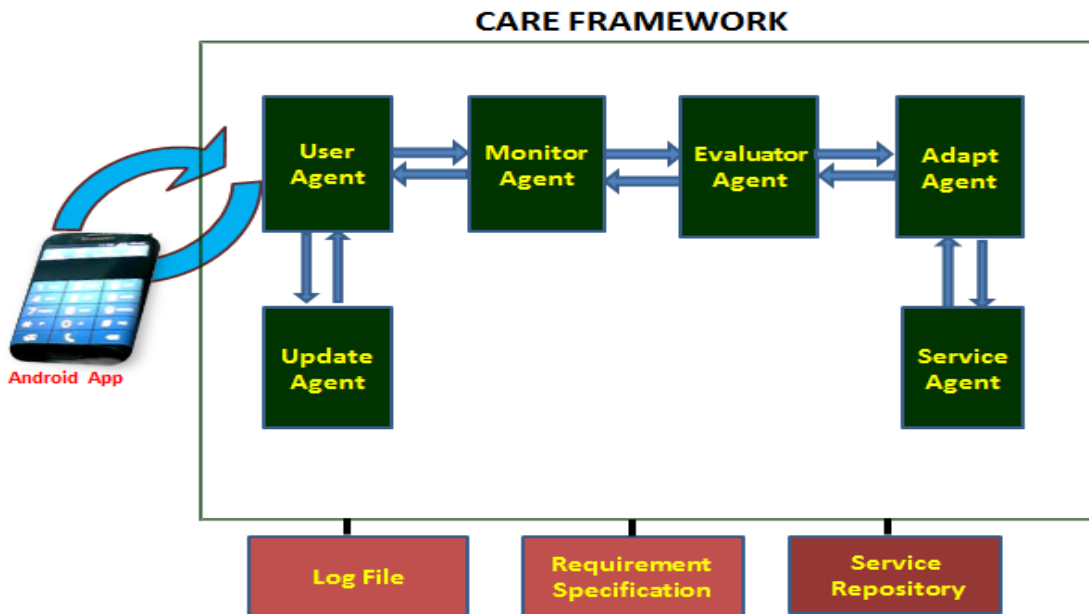 CARE FRAMEWORK
User
Agent
Monitor
Agent
Evaluator
Agent
Adapt
Agent
Update
Agent
Service
Agent
Android App
Log File
Requirement
Specification
Service
Repository